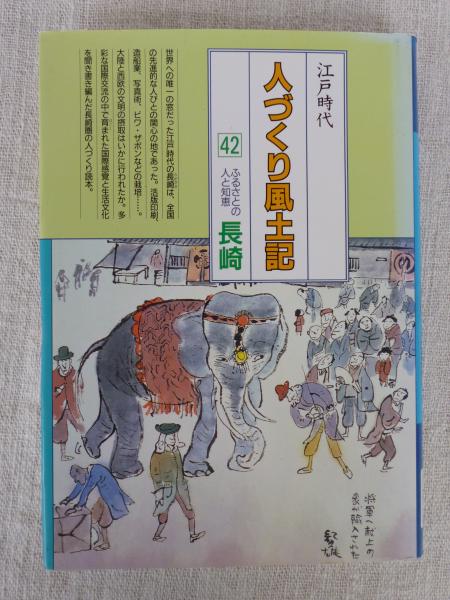 江戸時代
人づくり風土記
42
ふるさとの
人と知恵
長崎
世界への唯一の窓だった江戸時代の長崎は、全国
の先進的な人びとの関心の地であった。活版印刷、
造船業、写真術、ビワ・ザボンなどの栽培……。
大陸と西欧の文明の摂取はいかに行われたか。多
彩な国際交流の中で育まれた国際感覚と生活文化
を聞き書き編んだ長崎圏の人づくり読本。
将軍へ献上の
象が輸入された